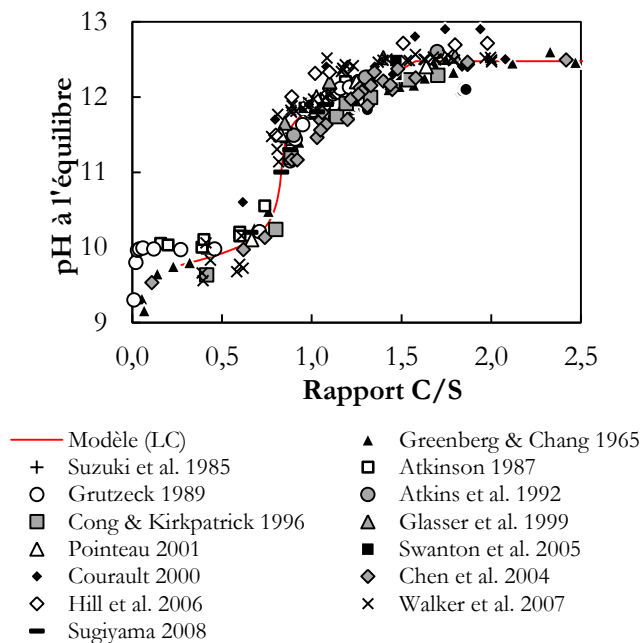 13
12
11
10
9
pH à l'équilibre
0,0 0,5 1,0 1,5 2,0 2,5
Rapport C/S
Modèle (LC) Greenberg & Chang 1965
Suzuki et al. 1985 Atkinson 1987
Grutzeck 1989 Atkins et al. 1992
Cong & Kirkpatrick 1996 Glasser et al. 1999
Pointeau 2001 Swanton et al. 2005
Courault 2000 Chen et al. 2004
Hill et al. 2006 Walker et al. 2007
Sugiyama 2008